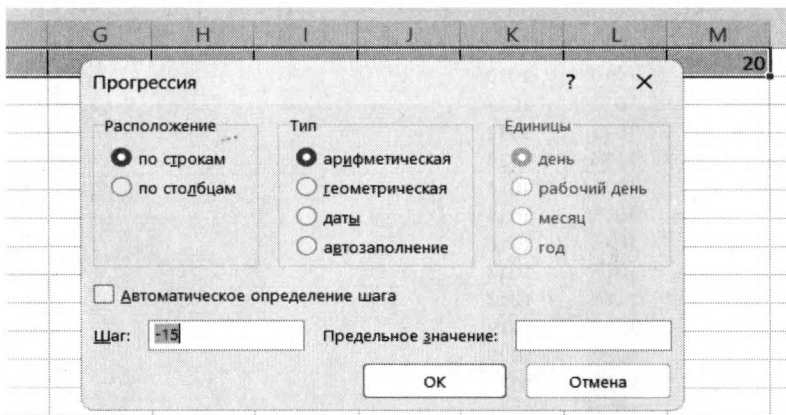 G H I J K L M
20
Прогрессия ? ✕
Расположение Тип Единицы
по строкам арифметическая день
по столбцам геометрическая рабочий день
даты месяц
автозаполнение год
Автоматическое определение шага
Шаг: -15 Предельное значение:
ОК Отмена